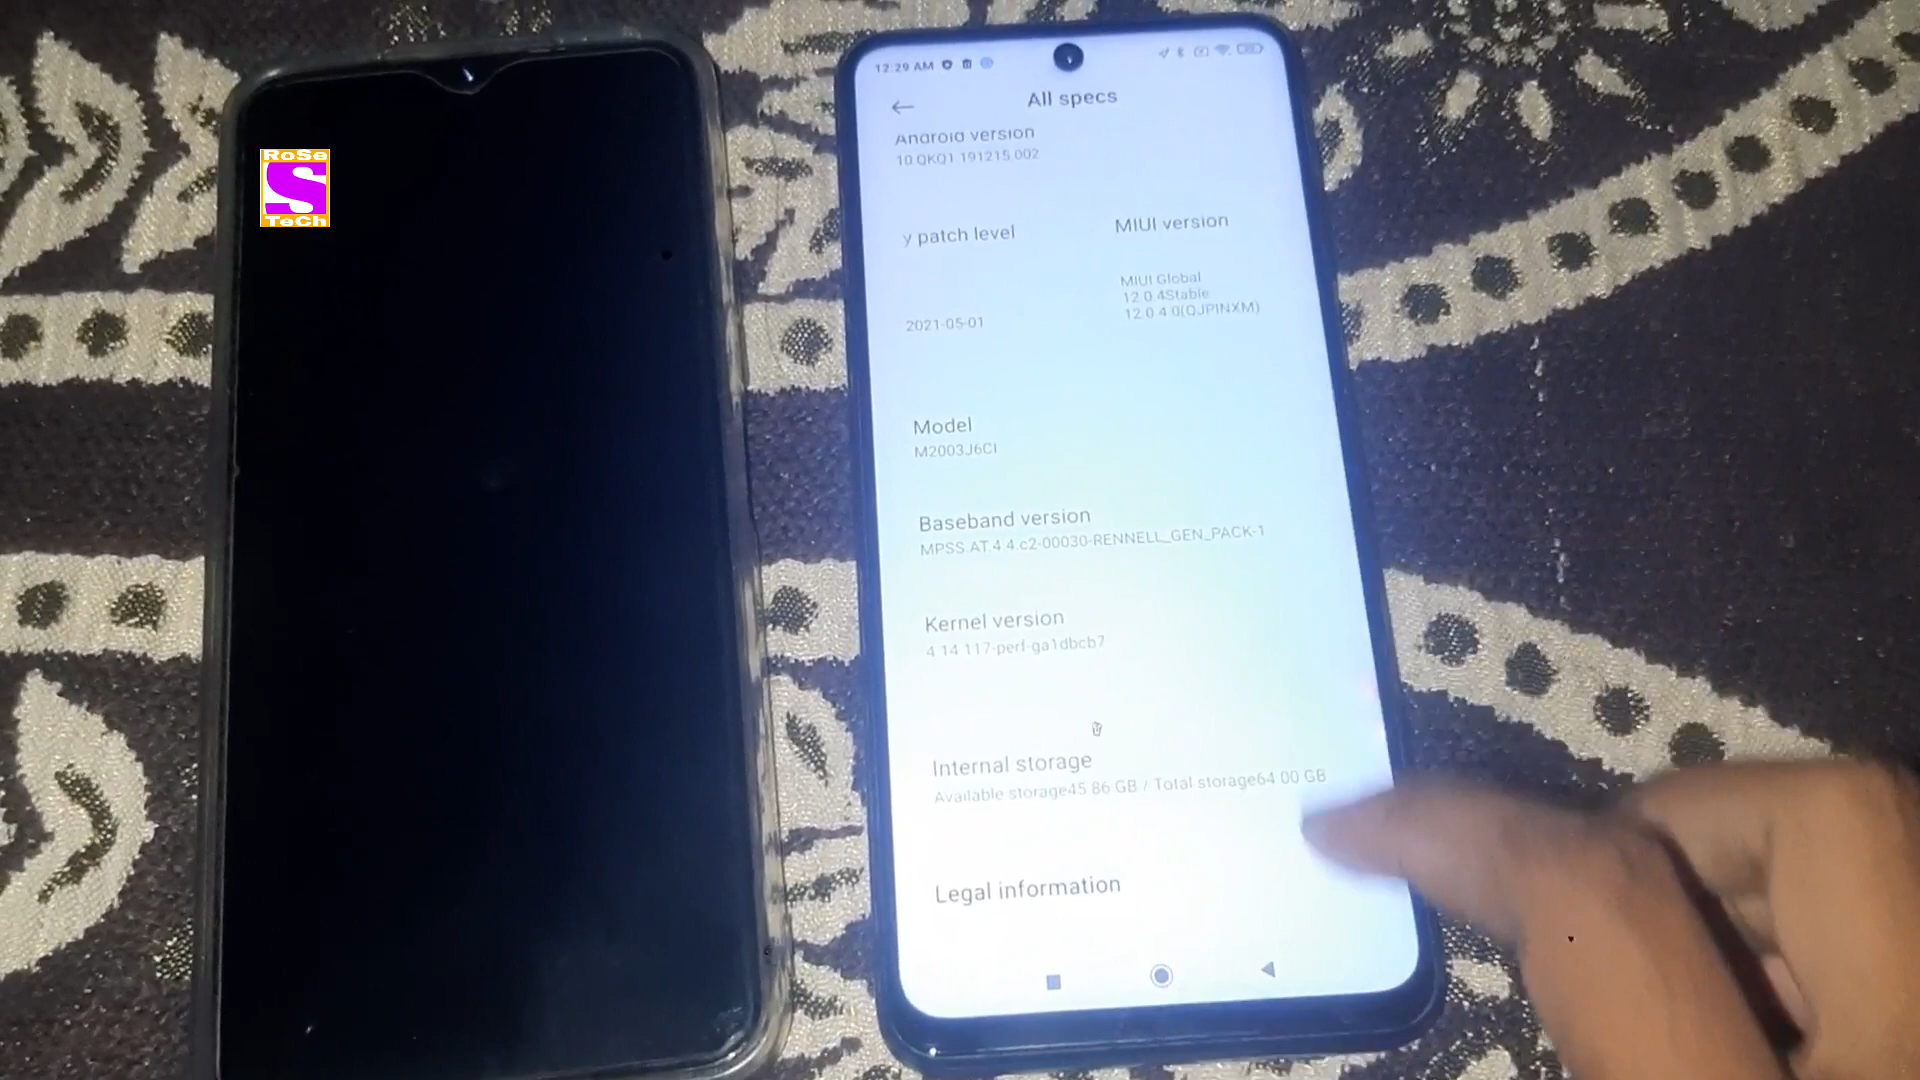 RoSe
S
TeCh
12:29 AM
All specs
Android version
10 QKQ1.191215.002
y patch level
MIUI version
MIUI Global
12.0.4Stable
12.0.4.0(QJPINXM)
2021-05-01
Model
M2003J6CI
Baseband version
MPSS.AT.4.4.c2-00030-RENNELL_GEN_PACK-1
Kernel version
4.14.117-perf-ga1dbcb7
Internal storage
Available storage45.86 GB / Total storage64.00 GB
Legal information